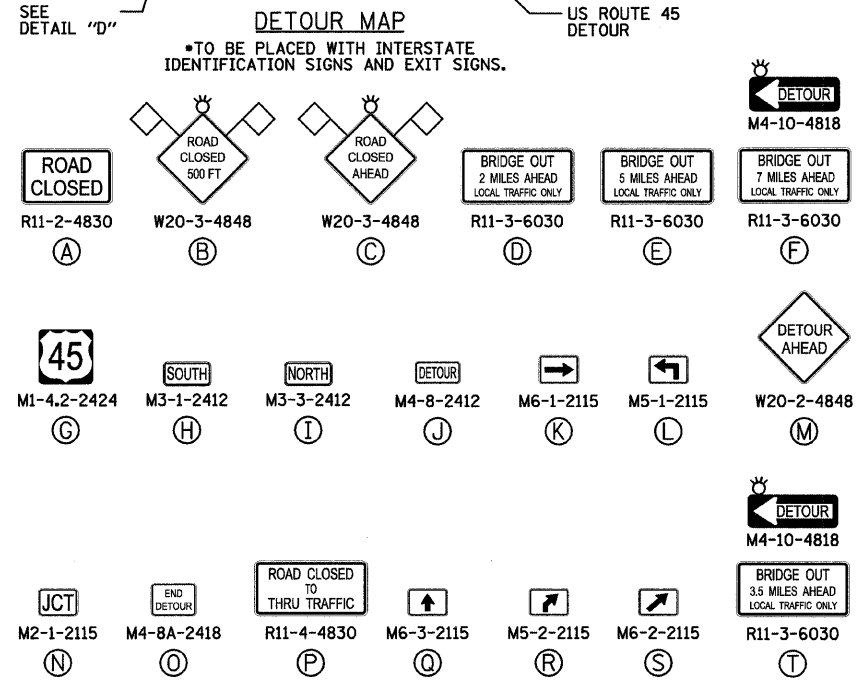 SEE
DETAIL "D"
US ROUTE 45
DETOUR
DETOUR MAP
*TO BE PLACED WITH INTERSTATE
IDENTIFICATION SIGNS AND EXIT SIGNS.
DETOUR
M4-10-4818
ROAD
CLOSED
R11-2-4830
A
ROAD
CLOSED
500 FT
W20-3-4848
B
ROAD
CLOSED
AHEAD
W20-3-4848
C
BRIDGE OUT
2 MILES AHEAD
LOCAL TRAFFIC ONLY
R11-3-6030
D
BRIDGE OUT
5 MILES AHEAD
LOCAL TRAFFIC ONLY
R11-3-6030
E
BRIDGE OUT
7 MILES AHEAD
LOCAL TRAFFIC ONLY
R11-3-6030
F
45
M1-4.2-2424
G
SOUTH
M3-1-2412
H
NORTH
M3-3-2412
I
DETOUR
M4-8-2412
J
M6-1-2115
K
M5-1-2115
L
DETOUR
AHEAD
W20-2-4848
M
JCT
M2-1-2115
N
END
DETOUR
M4-8A-2418
O
ROAD CLOSED
TO
THRU TRAFFIC
R11-4-4830
P
M6-3-2115
Q
M5-2-2115
R
M6-2-2115
S
DETOUR
M4-10-4818
BRIDGE OUT
3.5 MILES AHEAD
LOCAL TRAFFIC ONLY
R11-3-6030
T